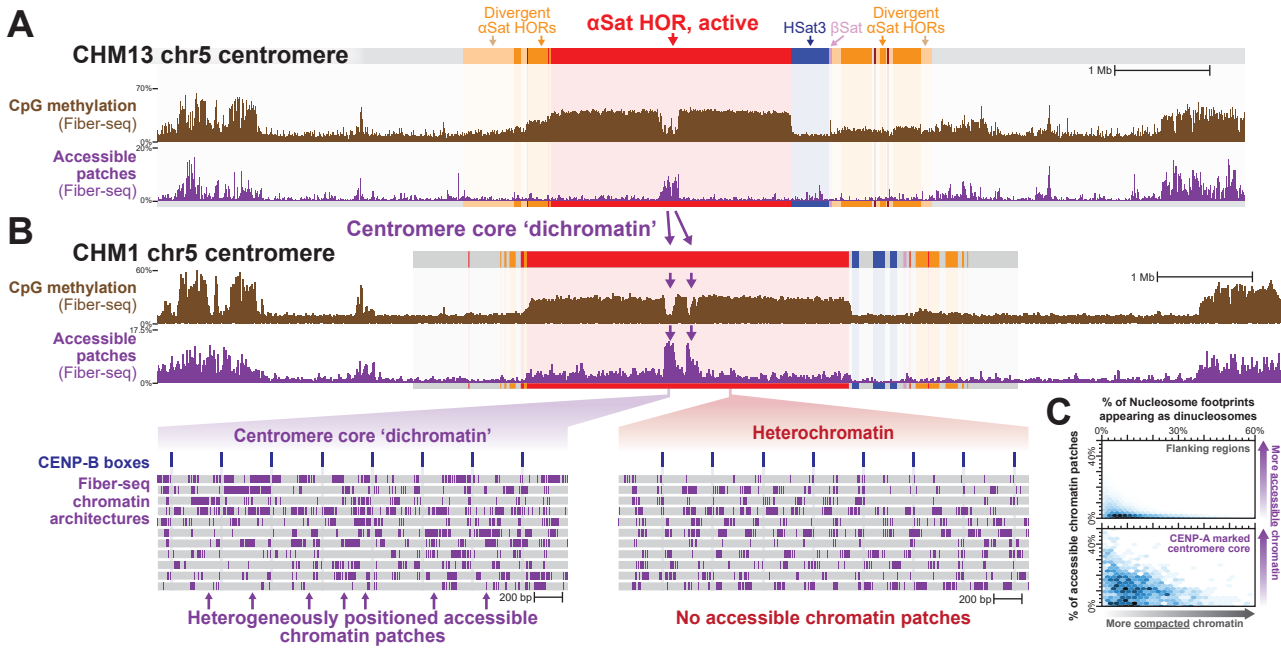 A
Divergent
αSat HORs
αSat HOR, active
HSat3
βSat
Divergent
αSat HORs
CHM13 chr5 centromere
1 Mb
70%
CpG methylation
(Fiber-seq)
0%
20%
Accessible
patches
(Fiber-seq)
0%
B
Centromere core ‘dichromatin’
CHM1 chr5 centromere
1 Mb
60%
CpG methylation
(Fiber-seq)
0%
17.5%
Accessible
patches
(Fiber-seq)
0%
Centromere core ‘dichromatin’
Heterochromatin
CENP-B boxes
Fiber-seq
chromatin
architectures
200 bp
200 bp
Heterogeneously positioned accessible
chromatin patches
No accessible chromatin patches
C
% of Nucleosome footprints
appearing as dinucleosomes
0%
30%
60%
% of accessible chromatin patches
40%
0%
Flanking regions
40%
0%
CENP-A marked
centromere core
More accessible chromatin
More compacted chromatin